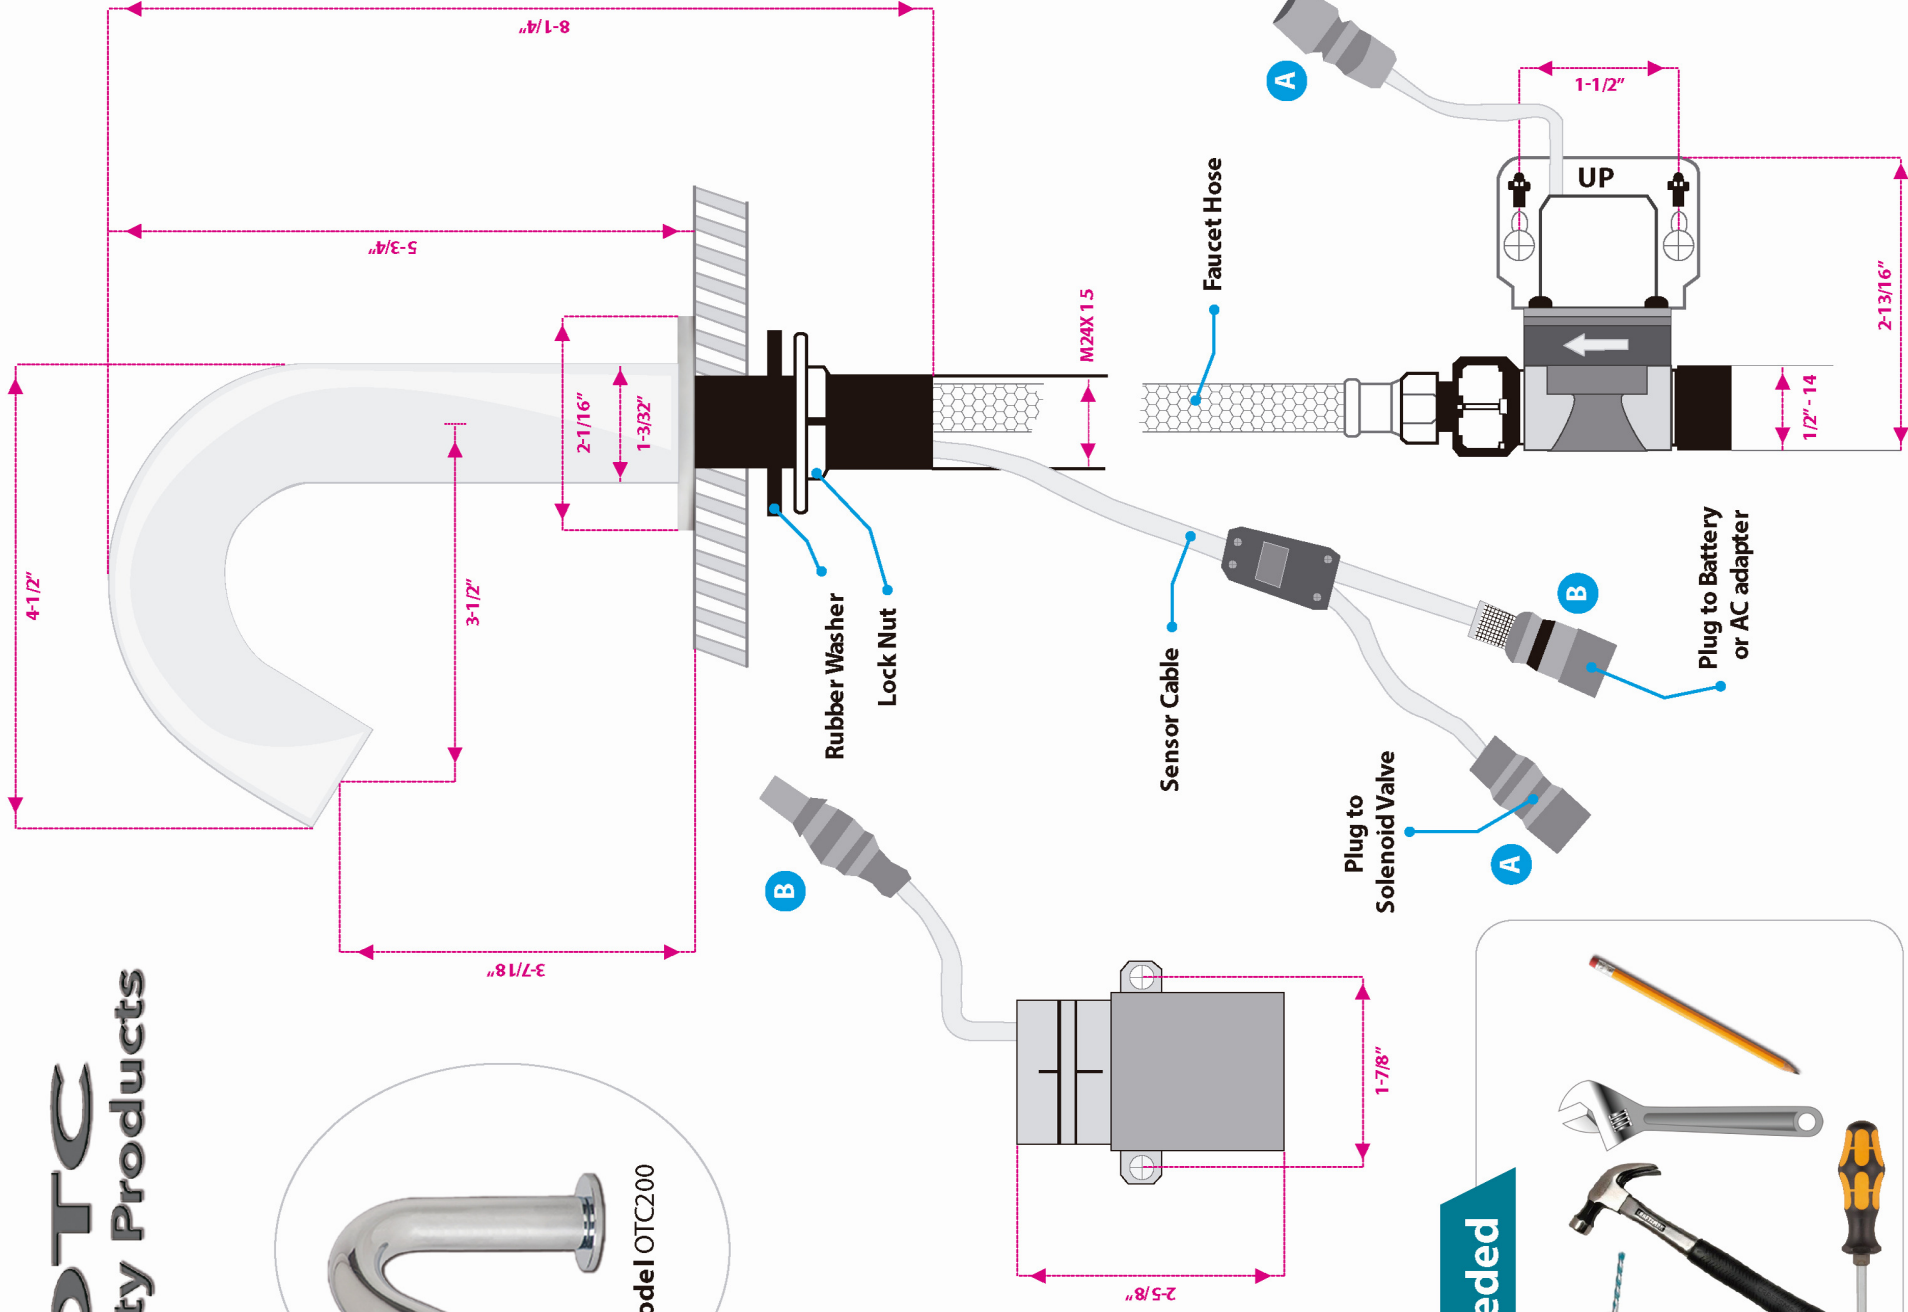 OTC
ty Products
odel OTC200
4-1/2"
8-1/4"
5-3/4"
3-1/2"
2-1/16"
1-3/32"
3-7/18"
Rubber Washer
Lock Nut
M24X 1 5
Faucet Hose
Sensor Cable
A
UP
1-1/2"
2-13/16"
1/2" - 14
B
Plug to Battery
or AC adapter
Plug to
Solenoid Valve
A
B
1-7/8"
2-5/8"
eded